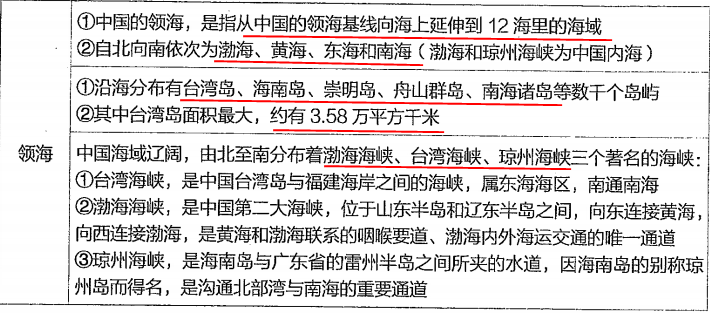 ①中国的领海，是指从中国的领海基线向海上延伸到 12 海里的海域
②自北向南依次为渤海、黄海、东海和南海（渤海和琼州海峡为中国内海）
①沿海分布有台湾岛、海南岛、崇明岛、舟山群岛、南海诸岛等数千个岛屿
②其中台湾岛面积最大，约有 3.58 万平方千米
领海
中国海域辽阔，由北至南分布着渤海海峡、台湾海峡、琼州海峡三个著名的海峡：
①台湾海峡，是中国台湾岛与福建海岸之间的海峡，属东海海区，南通南海
②渤海海峡，是中国第二大海峡，位于山东半岛和辽东半岛之间，向东连接黄海，
向西连接渤海，是黄海和渤海联系的咽喉要道、渤海内外海运交通的唯一通道
③琼州海峡，是海南岛与广东省的雷州半岛之间所夹的水道，因海南岛的别称琼
州岛而得名，是沟通北部湾与南海的重要通道